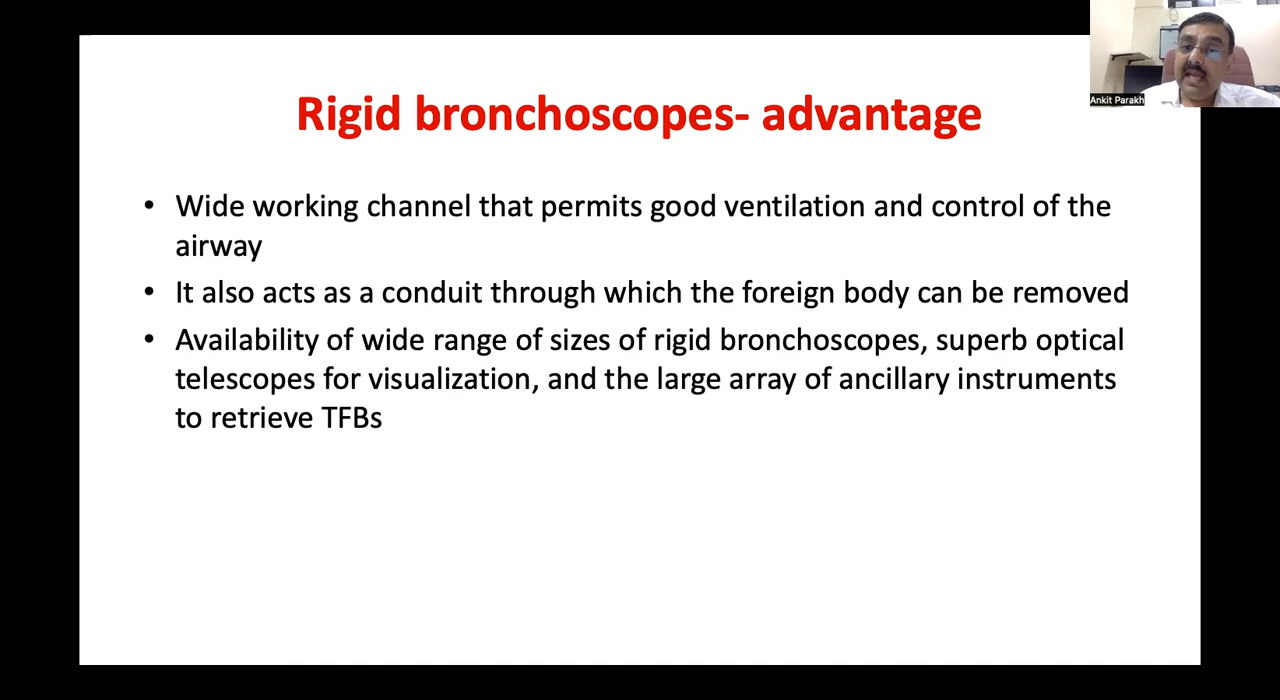 Ankit Parakh
Rigid bronchoscopes- advantage
• Wide working channel that permits good ventilation and control of the
airway
• It also acts as a conduit through which the foreign body can be removed
• Availability of wide range of sizes of rigid bronchoscopes, superb optical
telescopes for visualization, and the large array of ancillary instruments
to retrieve TFBs